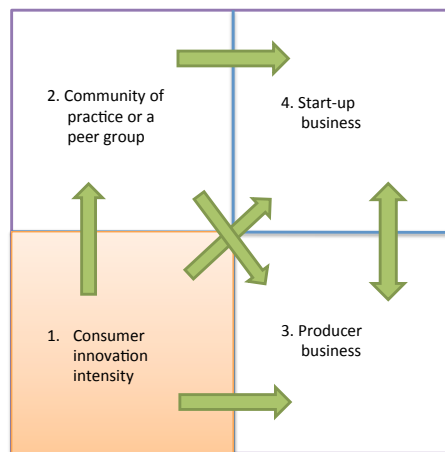 2. Community of
practice or a
peer group
4. Start-up
business
1. Consumer
innovation
intensity
3. Producer
business